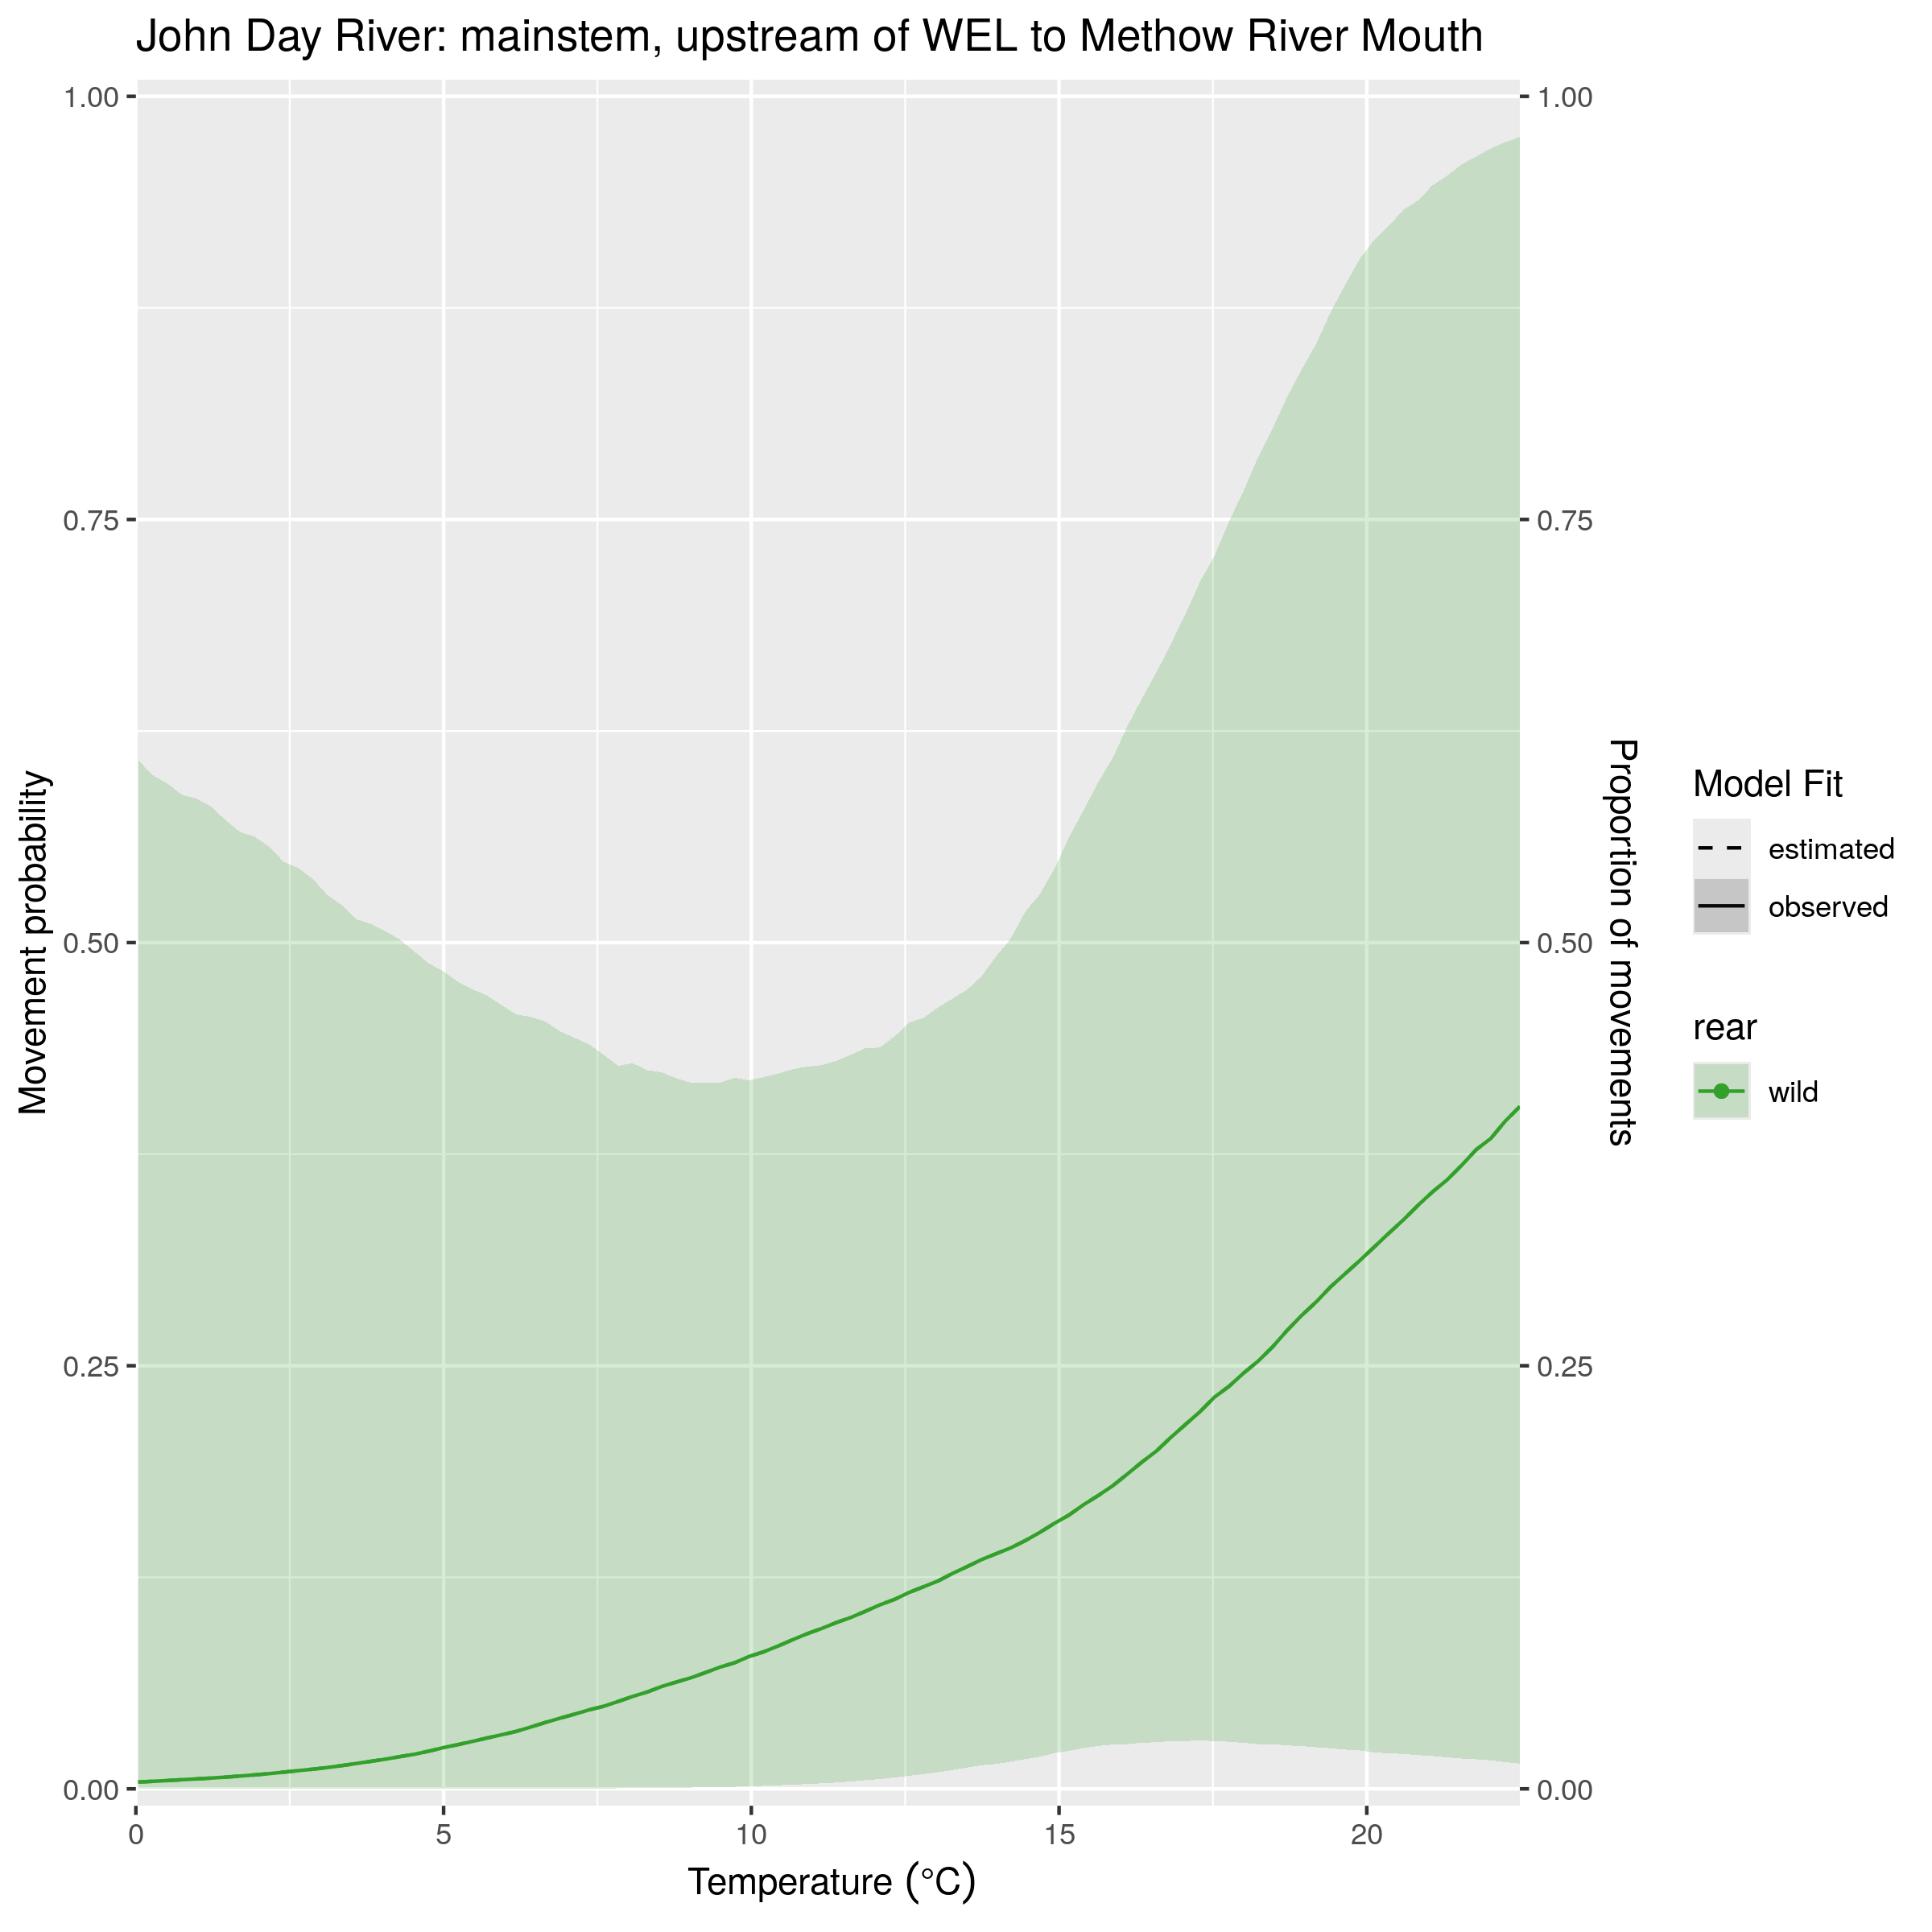 John Day River: mainstem, upstream of WEL to Methow River Mouth
Movement probability
1.00
0.75
0.50
0.25
0.00
0
5
10
15
20
Temperature (°C)
1.00
0.75
0.50
0.25
0.00
Proportion of movements
Model Fit
estimated
observed
rear
wild